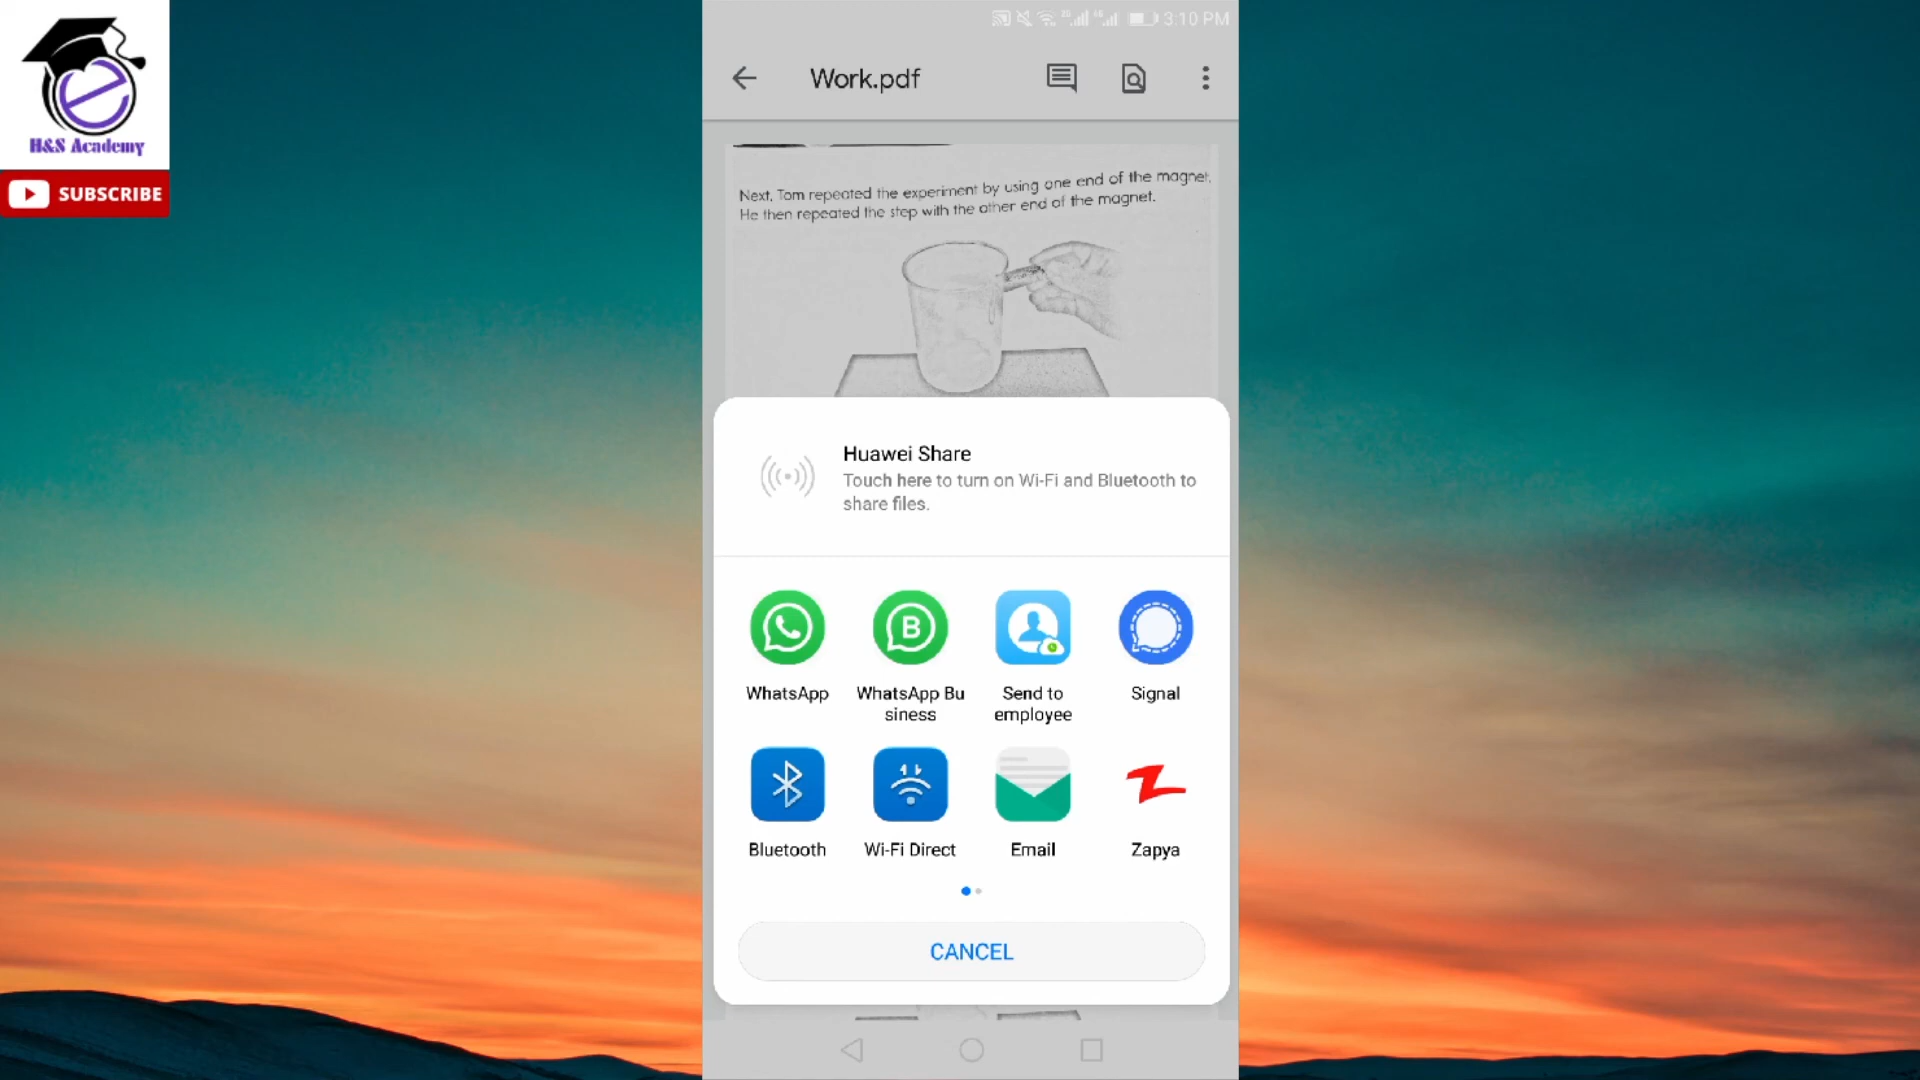 H&S Academy
SUBSCRIBE
3:10 PM
Work.pdf
Next, Tom repeated the experiment by using one end of the magnet.
He then repeated the step with the other end of the magnet.
Huawei Share
Touch here to turn on Wi-Fi and Bluetooth to
share files.
WhatsApp
WhatsApp Bu
siness
Send to
employee
Signal
Bluetooth
Wi-Fi Direct
Email
Zapya
CANCEL